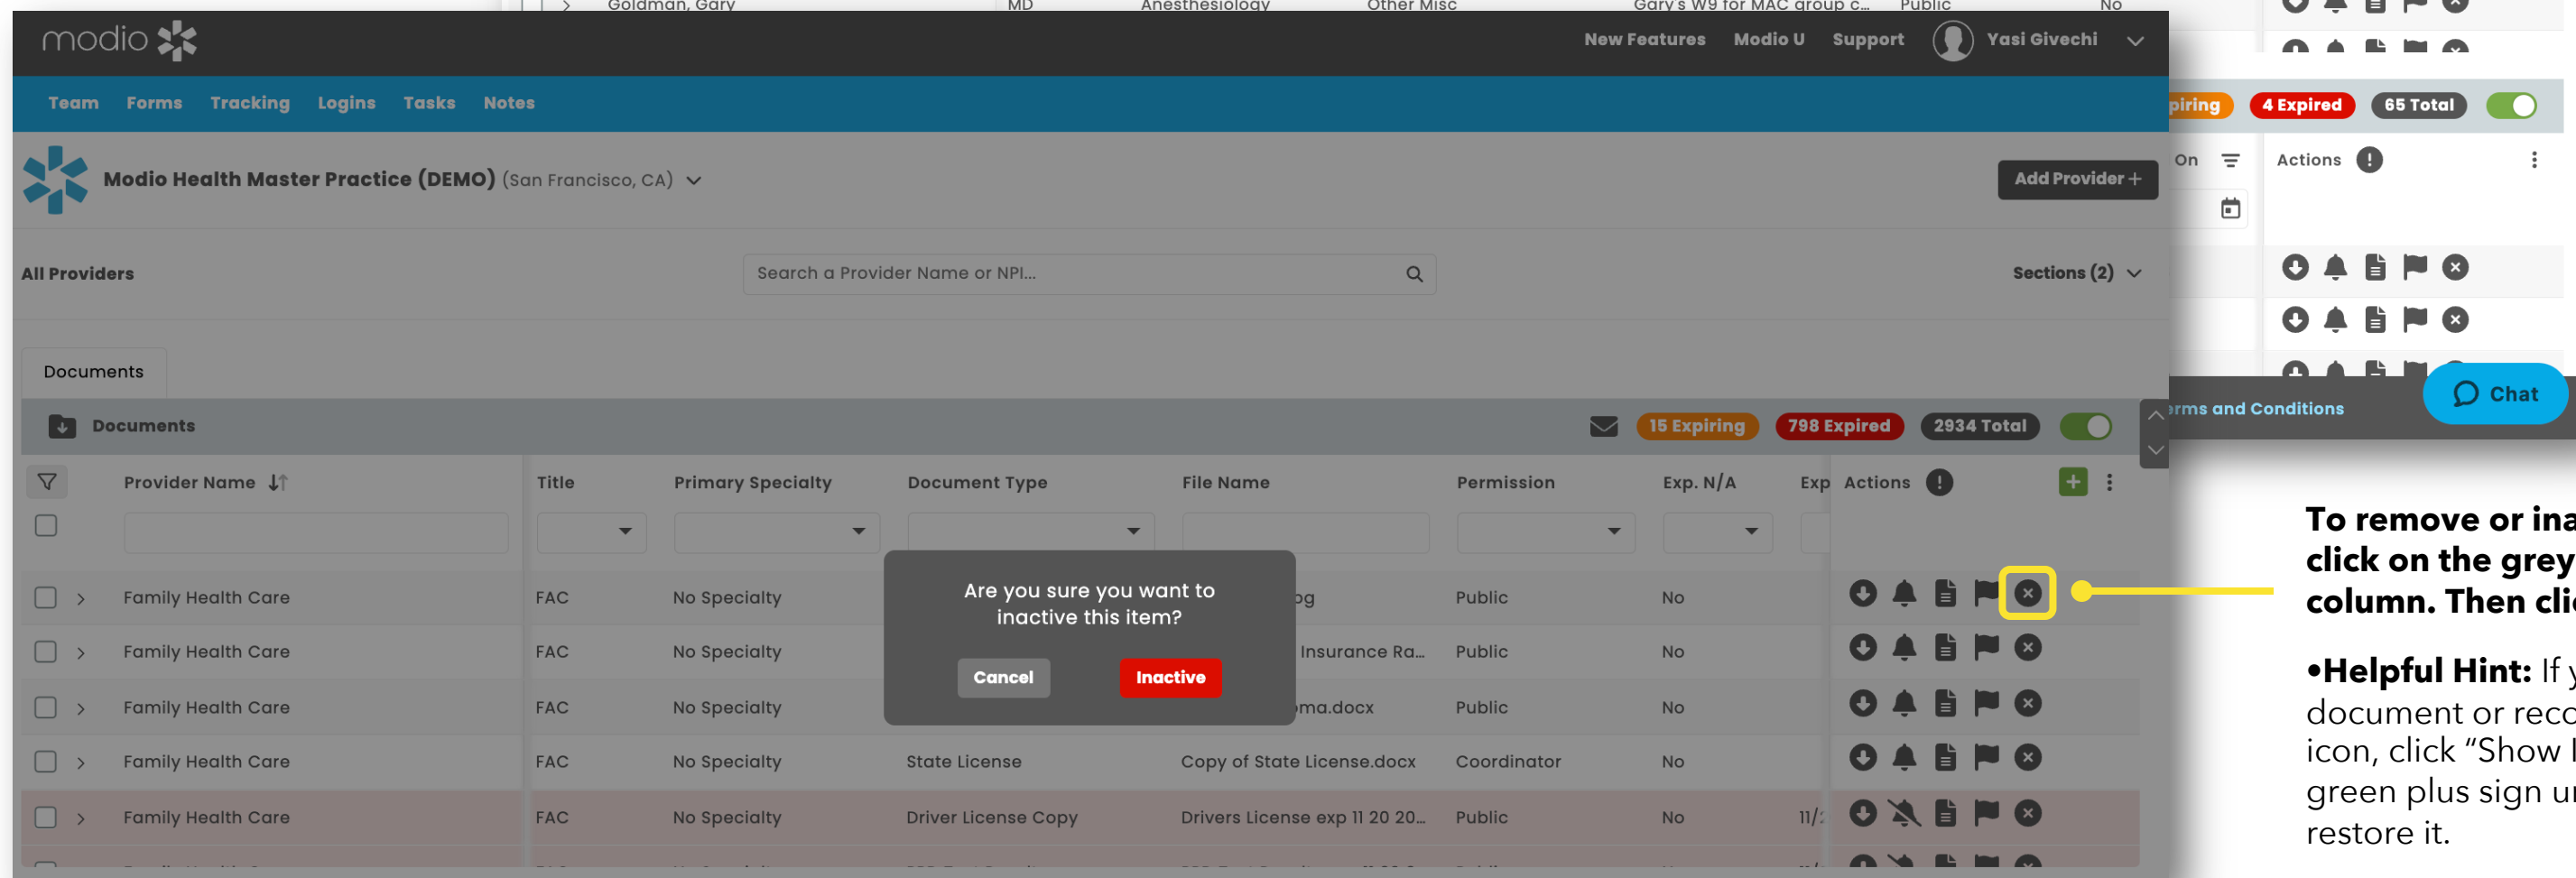 Goldman, Gary MD Anesthesiology Other Misc Gary's W9 for MAC group c... Public No
modio New Features Modio U Support Yasi Givechi
Team Forms Tracking Logins Tasks Notes
4 Expired 65 Total
On Actions
Modio Health Master Practice (DEMO) (San Francisco, CA) Add Provider +
All Providers Search a Provider Name or NPI... Sections (2)
Documents
Chat
and Conditions
Documents 15 Expiring 798 Expired 2934 Total
Provider Name Title Primary Specialty Document Type File Name Permission Exp. N/A Exp Actions
Are you sure you want to
inactive this item?
Cancel Inactive
Family Health Care FAC No Specialty Public No
Family Health Care FAC No Specialty Insurance Ra... Public No
Family Health Care FAC No Specialty oma.docx Public No
Family Health Care FAC No Specialty State License Copy of State License.docx Coordinator No
Family Health Care FAC No Specialty Driver License Copy Drivers License exp 11 20 20... Public No 11/
To remove or ina
click on the grey
column. Then clic
•Helpful Hint: If y
document or reco
icon, click “Show I
green plus sign u
restore it.